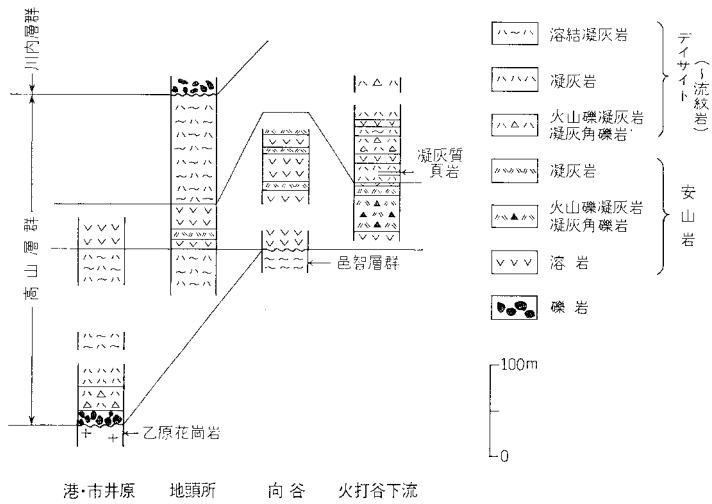 川内層群
高山層群
凝灰質
頁岩
邑智層群
乙原花崗岩
港・市井原
地頭所
向谷
火打谷下流
溶結凝灰岩
凝灰岩
火山礫凝灰岩
凝灰角礫岩
デイサイト
(〜流紋岩)
凝灰岩
火山礫凝灰岩
凝灰角礫岩
溶岩
安山岩
礫岩
100m
0